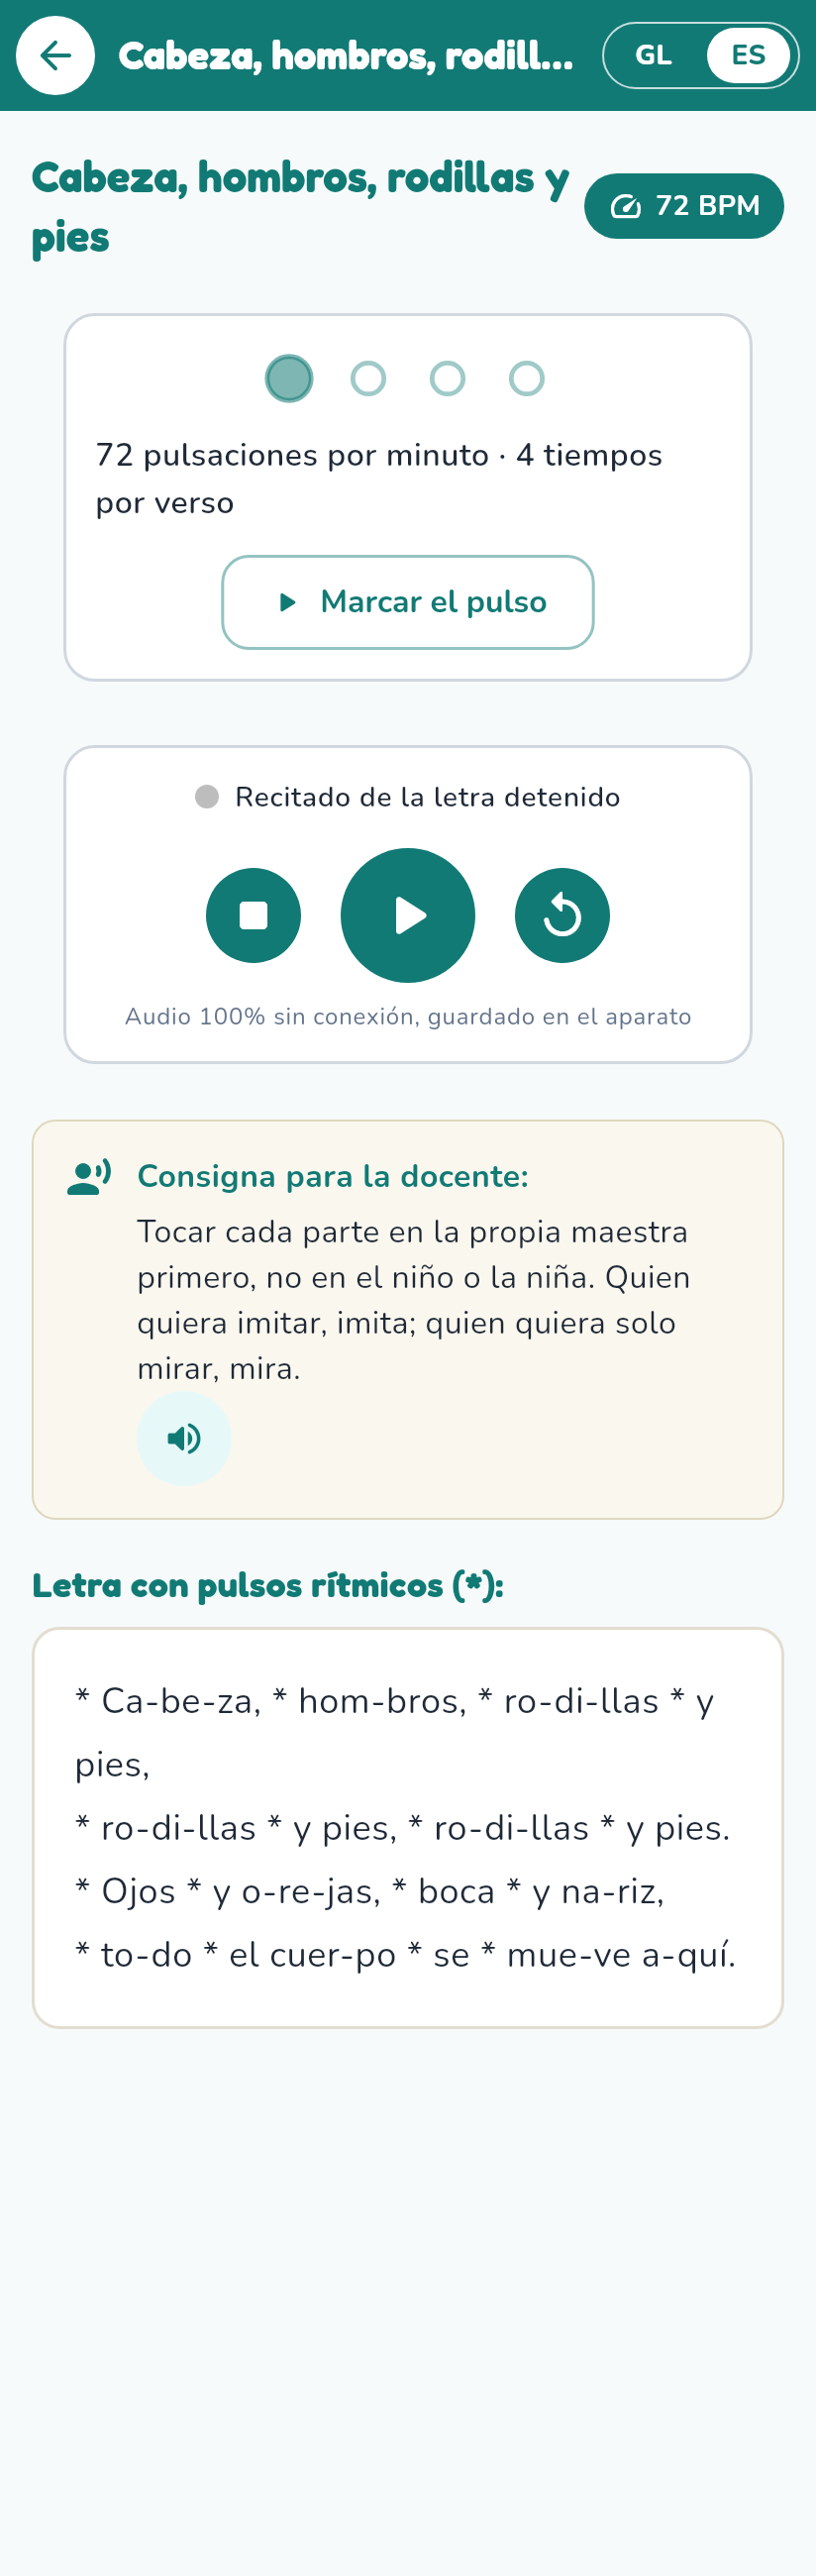 Cabeza, hombros, rodill...
GL
ES
Cabeza, hombros, rodillas y
pies
72 BPM
72 pulsaciones por minuto · 4 tiempos
por verso
Marcar el pulso
Recitado de la letra detenido
Audio 100% sin conexión, guardado en el aparato
Consigna para la docente:
Tocar cada parte en la propia maestra
primero, no en el niño o la niña. Quien
quiera imitar, imita; quien quiera solo
mirar, mira.
Letra con pulsos rítmicos (*):
* Ca-be-za, * hom-bros, * ro-di-llas * y
pies,
* ro-di-llas * y pies, * ro-di-llas * y pies.
* Ojos * y o-re-jas, * boca * y na-riz,
* to-do * el cuer-po * se * mue-ve a-quí.